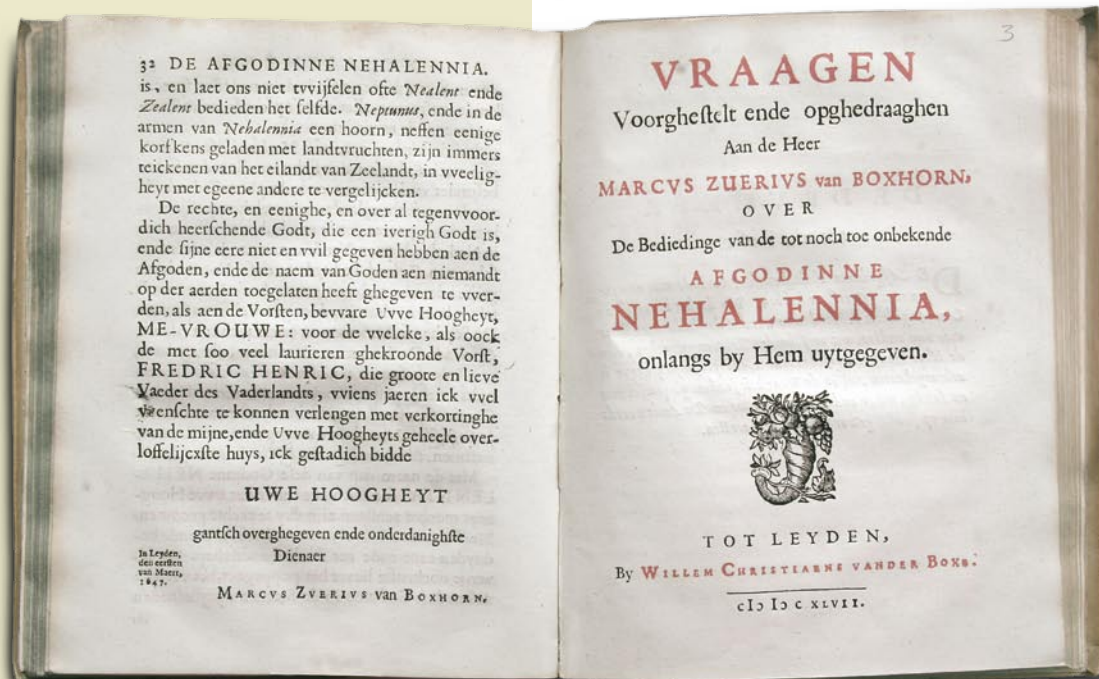 32 DE AFGODINNE NEHALENNIA.
is, en laet ons niet twijfelen ofte Nealent ende
Zealent bedieden het selfde. Neptunus, ende in de
armen van Nehalennia een hoorn, neffen eenige
korfkens geladen met landtvruchten, zijn immers
teickenen van het eilandt van Zeelandt, in vveelig-
heyt met egeene andere te vergelijcken.
De rechte, en eenighe, en over al tegenvvoor-
dich heerschende Godt, die een iverigh Godt is,
ende sijne eere niet en vvil gegeven hebben aen de
Afgoden, ende de naem van Goden aen niemandt
op der aerden toegelaten heeft ghegeven te vver-
den, als aen de Vorsten, bevvare Uvve Hoogheyt,
ME-VROUWE: voor de vvelcke, als oock
de met soo veel laurieren ghekroonde Vorst,
FREDRIC HENRIC, die groote en lieve
Vaeder des Vaderlandts, vviens jaeren ick vvel
vvenschte te konnen verlengen met verkortinghe
van de mijne, ende Uvve Hoogheyts geheele over-
loffelijcxste huys, ick gestadich bidde
UWE HOOGHEYT
gantsch overghegeven ende onderdanighste
Dienaer
In Leyden,
den eersten
van Maert,
1647.
MARCVS ZVERIVS van BOXHORN.
3
VRAAGEN
Voorghestelt ende opghedraaghen
Aan de Heer
MARCVS ZUERIVS van BOXHORN,
OVER
De Bediedinge van de tot noch toe onbekende
AFGODINNE
NEHALENNIA,
onlangs by Hem uytgegeven.
TOT LEYDEN,
By WILLEM CHRISTIAENS VANDER BOXE.
cIↃ IↃ C XLVII.